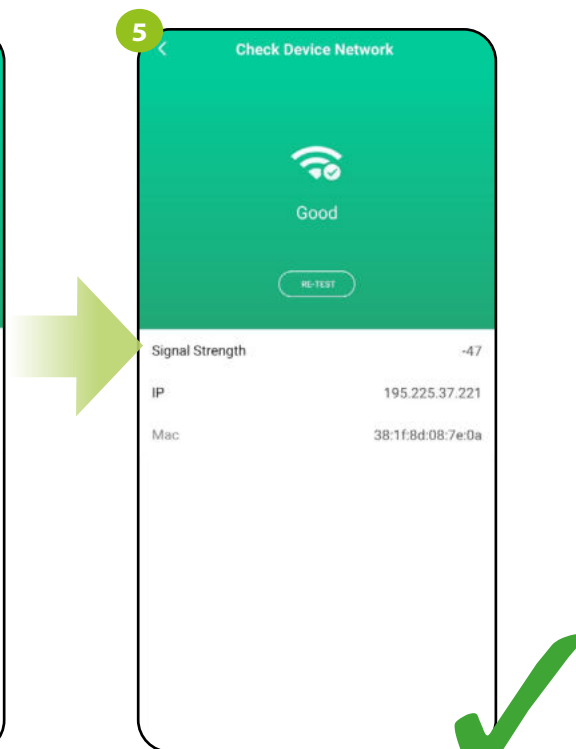 5
Check Device Network
Good
RE-TEST
Signal Strength -47
IP 195.225.37.221
Mac 38:1f:8d:08:7e:0a